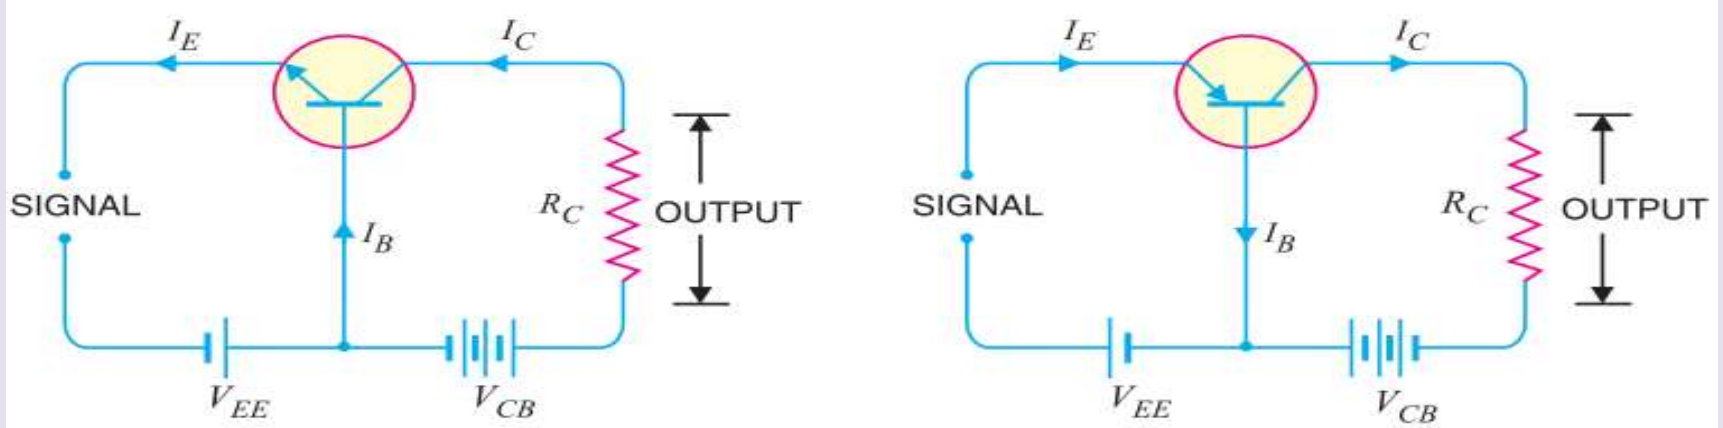 I_E
I_C
SIGNAL
I_B
R_C
OUTPUT
V_EE
V_CB
I_E
I_C
SIGNAL
I_B
R_C
OUTPUT
V_EE
V_CB